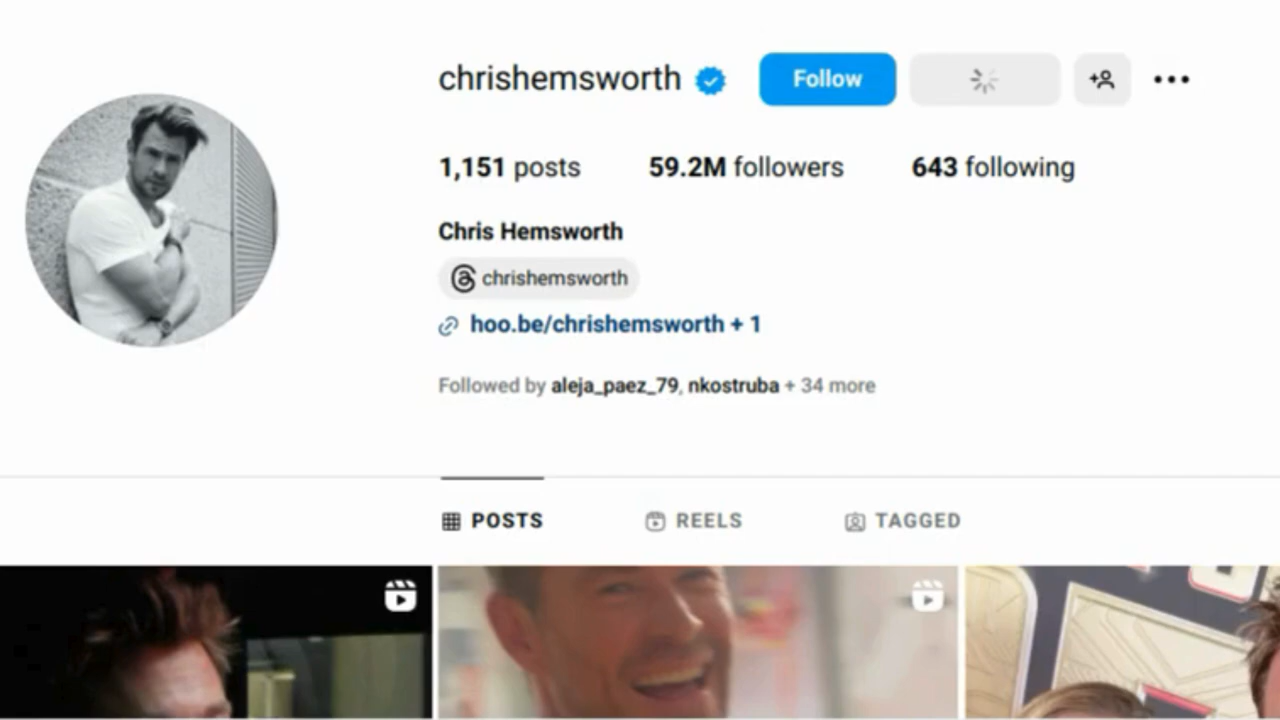 chrishemsworth
Follow
1,151 posts 59.2M followers 643 following
Chris Hemsworth
chrishemsworth
hoo.be/chrishemsworth + 1
Followed by aleja_paez_79, nkostruba + 34 more
POSTS REELS TAGGED